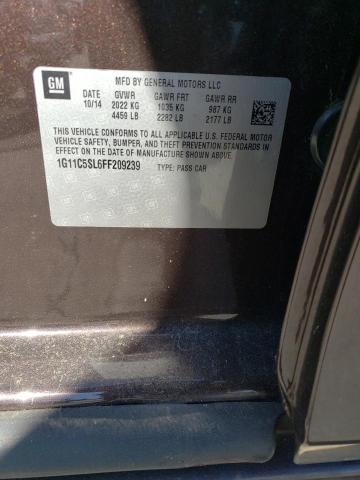 GM
MFD BY GENERAL MOTORS LLC
DATE GVWR GAWR FRT GAWR RR
10/14 2022 KG 1035 KG 987 KG
4459 LB 2282 LB 2177 LB
THIS VEHICLE CONFORMS TO ALL APPLICABLE U.S. FEDERAL MOTOR
VEHICLE SAFETY, BUMPER, AND THEFT PREVENTION STANDARDS
IN EFFECT ON THE DATE OF MANUFACTURE SHOWN ABOVE.
1G11C5SL6FF209239 TYPE: PASS CAR